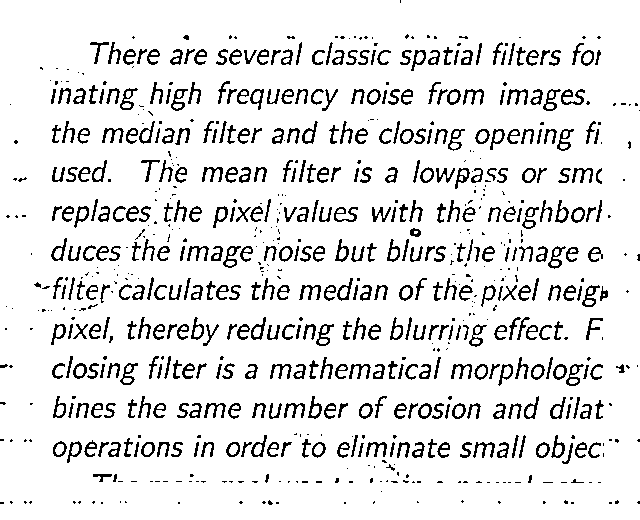 There are several classic spatial filters for
inating high frequency noise from images.
the median filter and the closing opening fi
used. The mean filter is a lowpass or smo
replaces the pixel values with the neighborh
duces the image noise but blurs the image e
filter calculates the median of the pixel neig
pixel, thereby reducing the blurring effect. F
closing filter is a mathematical morphologic
bines the same number of erosion and dilat
operations in order to eliminate small objec